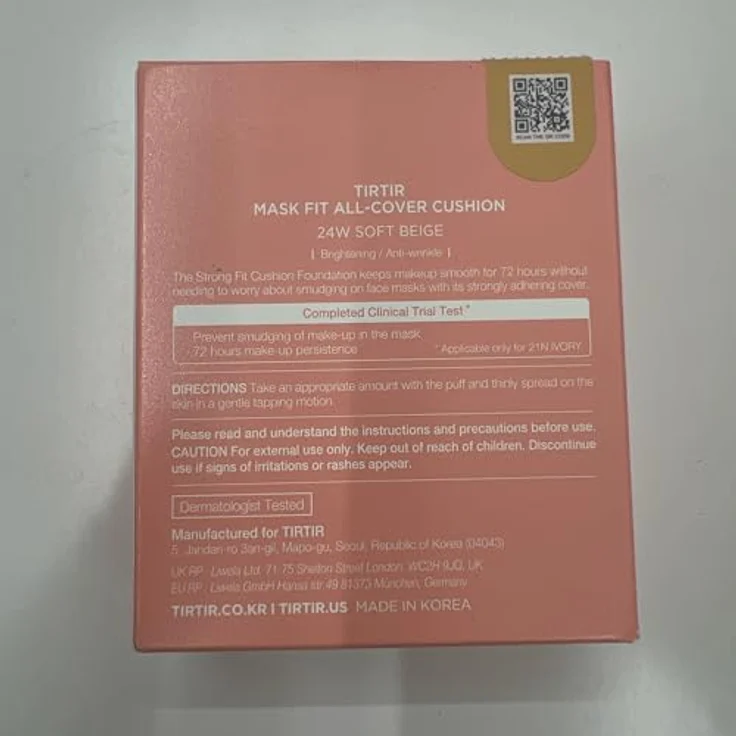 SCAN THE QR CODE
TIRTIR
MASK FIT ALL-COVER CUSHION
24W SOFT BEIGE
| Brightening / Anti-wrinkle |
The Strong Fit Cushion Foundation keeps makeup smooth for 72 hours without
needing to worry about smudging on face masks with its strongly adhering cover.
Completed Clinical Trial Test*
· Prevent smudging of make-up in the mask
· 72 hours make-up persistence
*Applicable only for 21N IVORY
DIRECTIONS Take an appropriate amount with the puff and thinly spread on the
skin in a gentle tapping motion.
Please read and understand the instructions and precautions before use.
CAUTION For external use only. Keep out of reach of children. Discontinue
use if signs of irritations or rashes appear.
Dermatologist Tested
Manufactured for TIRTIR
5, Jandari-ro 3an-gil, Mapo-gu, Seoul, Republic of Korea (04043)
UK RP : Liwela Ltd. 71-75 Shelton Street London, WC2H 9JQ, UK
EU RP : Liwela GmbH Hansa str 49 81373 München, Germany
TIRTIR.CO.KR I TIRTIR.US MADE IN KOREA